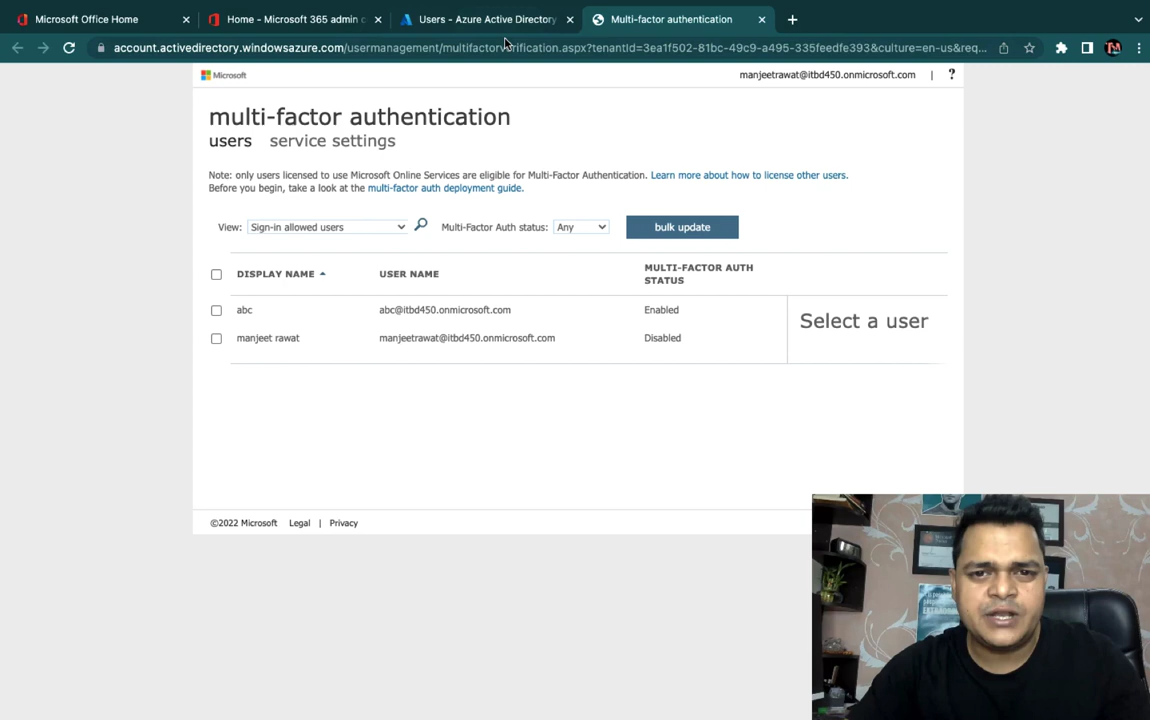 Microsoft Office Home
Home - Microsoft 365 admin c
Users - Azure Active Directory
Multi-factor authentication
account.activedirectory.windowsazure.com/usermanagement/multifactorverification.aspx?tenantId=3ea1f502-81bc-49c9-a495-335feedfe393&culture=en-us&req...
Microsoft
manjeetrawat@itbd450.onmicrosoft.com | ?
multi-factor authentication
users service settings
Note: only users licensed to use Microsoft Online Services are eligible for Multi-Factor Authentication. Learn more about how to license other users.
Before you begin, take a look at the multi-factor auth deployment guide.
View: Sign-in allowed users Multi-Factor Auth status: Any bulk update
DISPLAY NAME USER NAME MULTI-FACTOR AUTH STATUS
abc abc@itbd450.onmicrosoft.com Enabled
Select a user
manjeet rawat manjeetrawat@itbd450.onmicrosoft.com Disabled
©2022 Microsoft Legal | Privacy